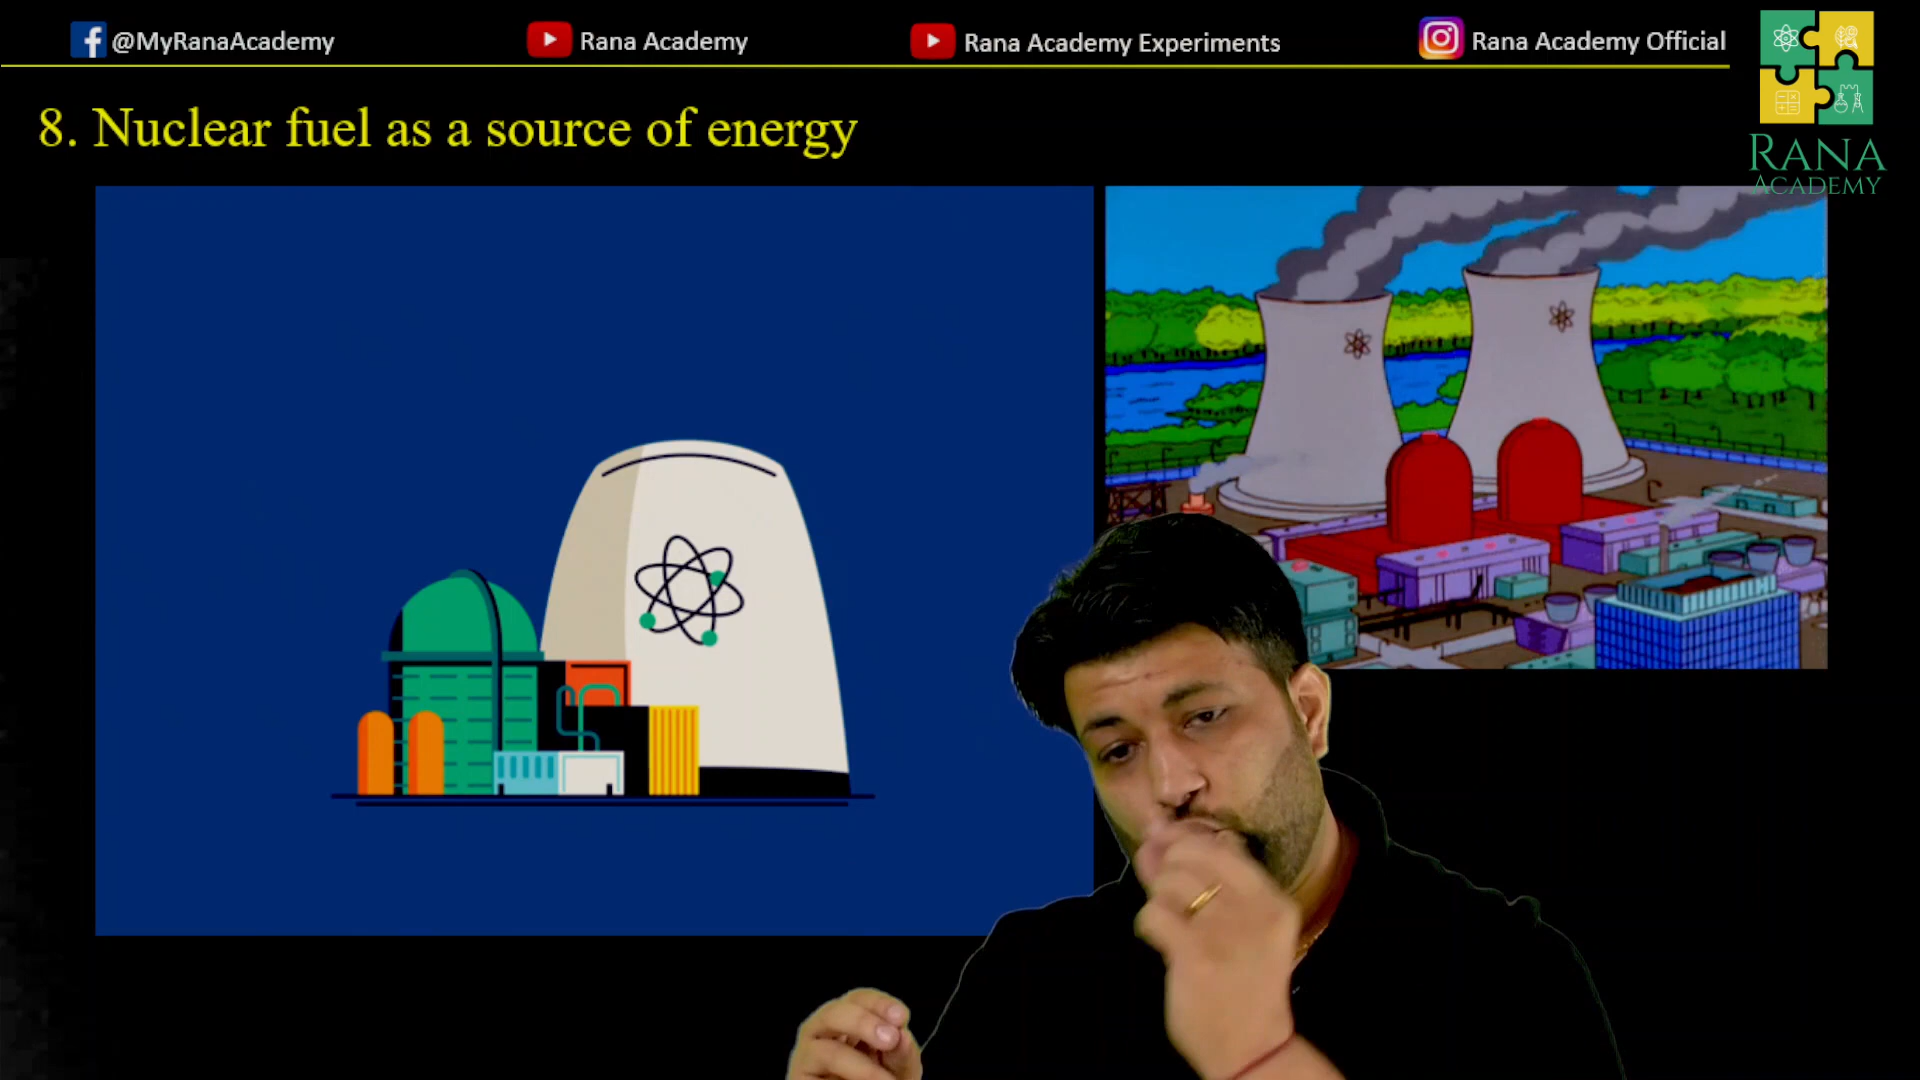 @MyRanaAcademy
Rana Academy
Rana Academy Experiments
Rana Academy Official
RANA
ACADEMY
8. Nuclear fuel as a source of energy